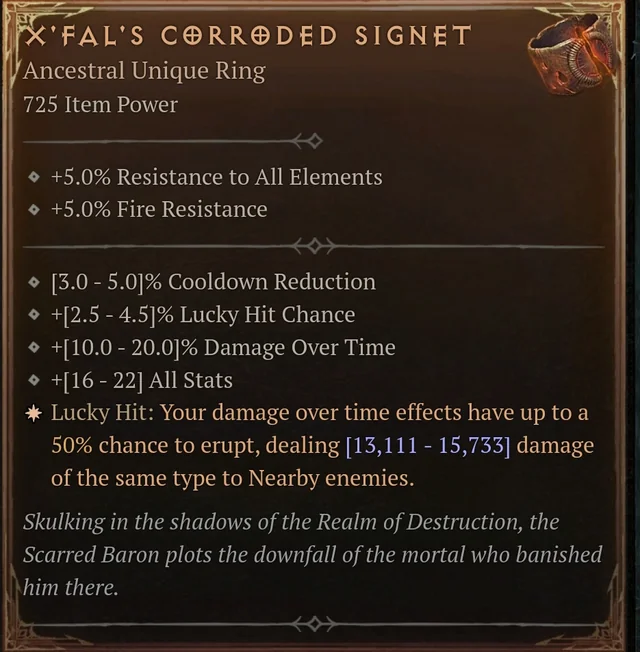 X'FAL'S CORRODED SIGNET
Ancestral Unique Ring
725 Item Power
+5.0% Resistance to All Elements
+5.0% Fire Resistance
[3.0 - 5.0]% Cooldown Reduction
+[2.5 - 4.5]% Lucky Hit Chance
+[10.0 - 20.0]% Damage Over Time
+[16 - 22] All Stats
Lucky Hit: Your damage over time effects have up to a
50% chance to erupt, dealing [13,111 - 15,733] damage
of the same type to Nearby enemies.
Skulking in the shadows of the Realm of Destruction, the
Scarred Baron plots the downfall of the mortal who banished
him there.